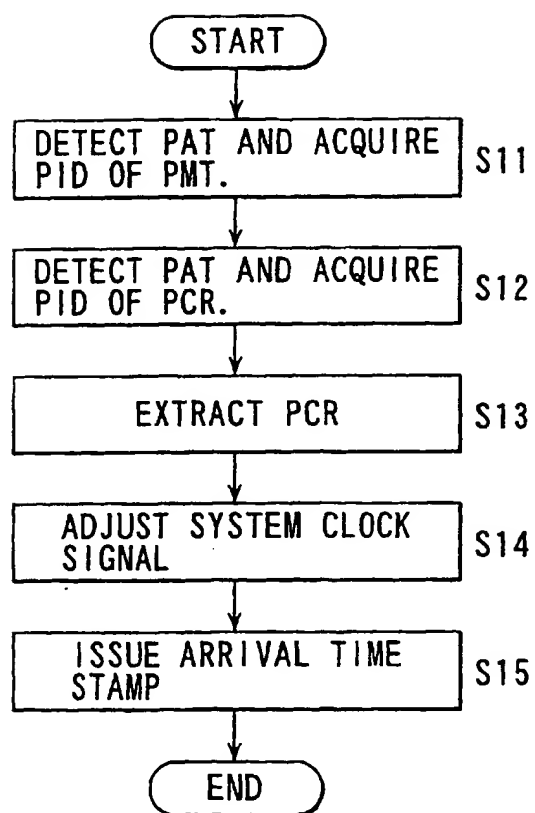 START
DETECT PAT AND ACQUIRE
PID OF PMT.
S11
DETECT PAT AND ACQUIRE
PID OF PCR.
S12
EXTRACT PCR
S13
ADJUST SYSTEM CLOCK
SIGNAL
S14
ISSUE ARRIVAL TIME
STAMP
S15
END